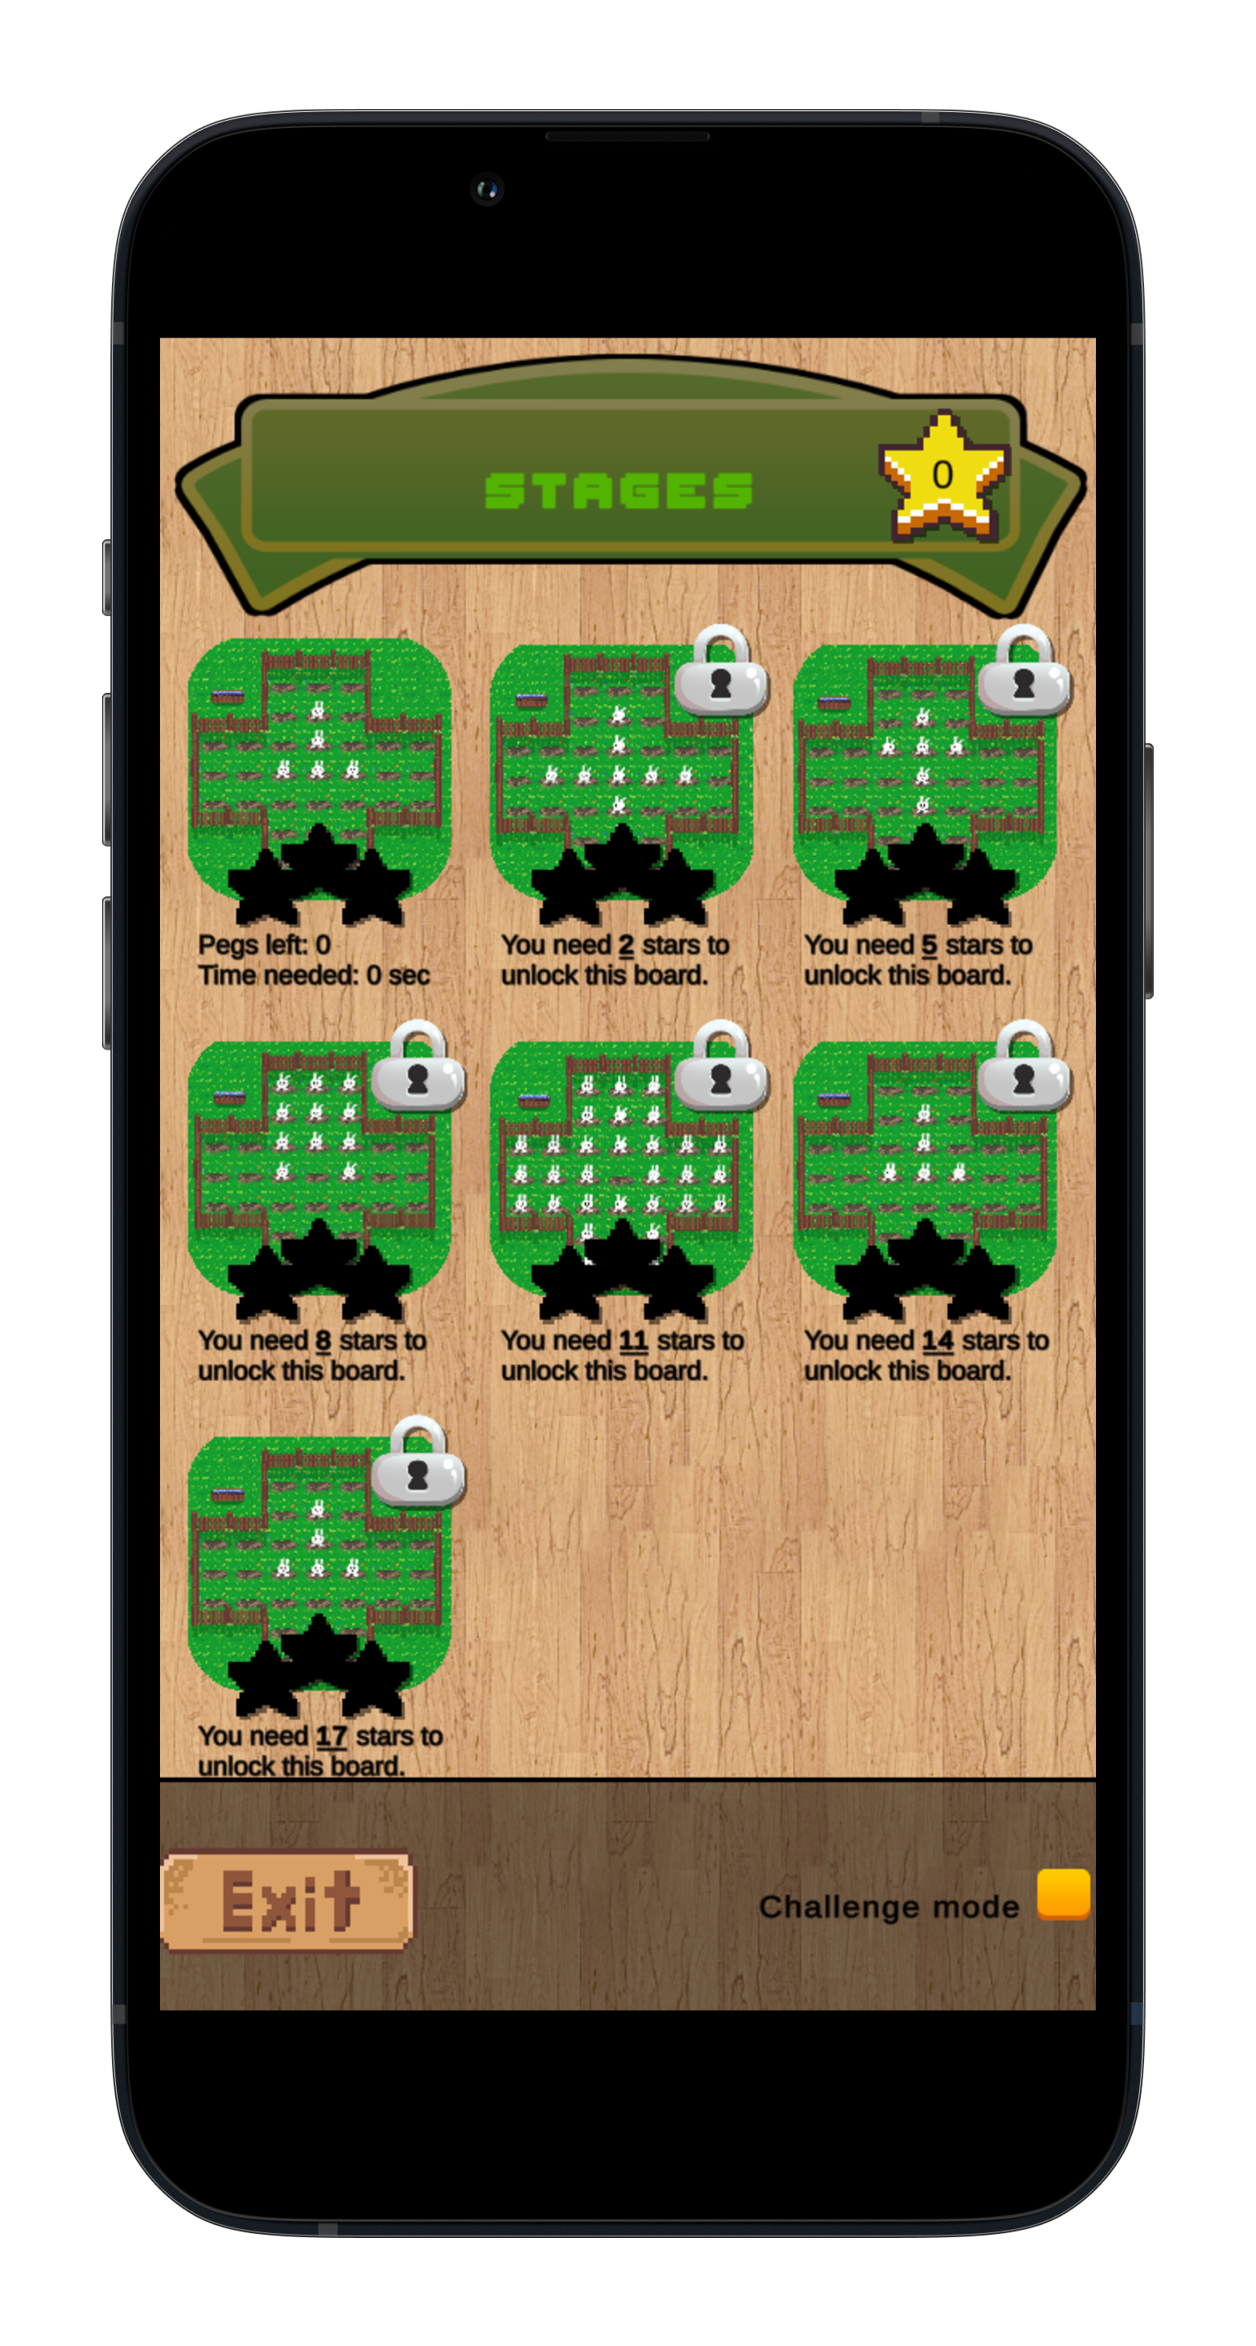 STAGES
0
Pegs left: 0
Time needed: 0 sec
You need 2 stars to
unlock this board.
You need 5 stars to
unlock this board.
You need 8 stars to
unlock this board.
You need 11 stars to
unlock this board.
You need 14 stars to
unlock this board.
You need 17 stars to
unlock this board.
Exit
Challenge mode